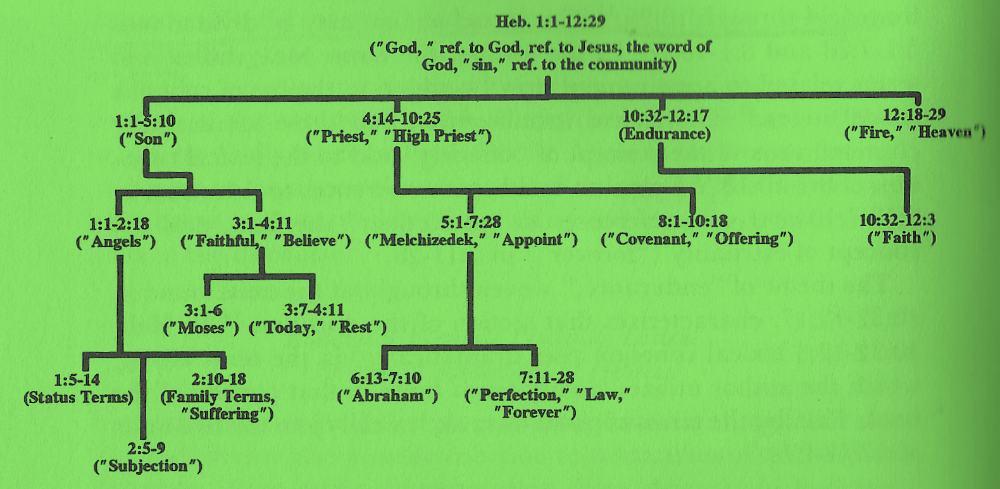 Heb. 1:1-12:29
("God, " ref. to God, ref. to Jesus, the word of
God, "sin," ref. to the community)
1:1-5:10
("Son")
4:14-10:25
("Priest," "High Priest")
10:32-12:17
(Endurance)
12:18-29
("Fire," "Heaven")
1:1-2:18
("Angels")
3:1-4:11
("Faithful," "Believe")
5:1-7:28
("Melchizedek," "Appoint")
8:1-10:18
("Covenant," "Offering")
10:32-12:3
("Faith")
3:1-6
("Moses")
3:7-4:11
("Today," "Rest")
1:5-14
(Status Terms)
2:10-18
(Family Terms,
"Suffering")
6:13-7:10
("Abraham")
7:11-28
("Perfection," "Law,"
"Forever")
2:5-9
("Subjection")